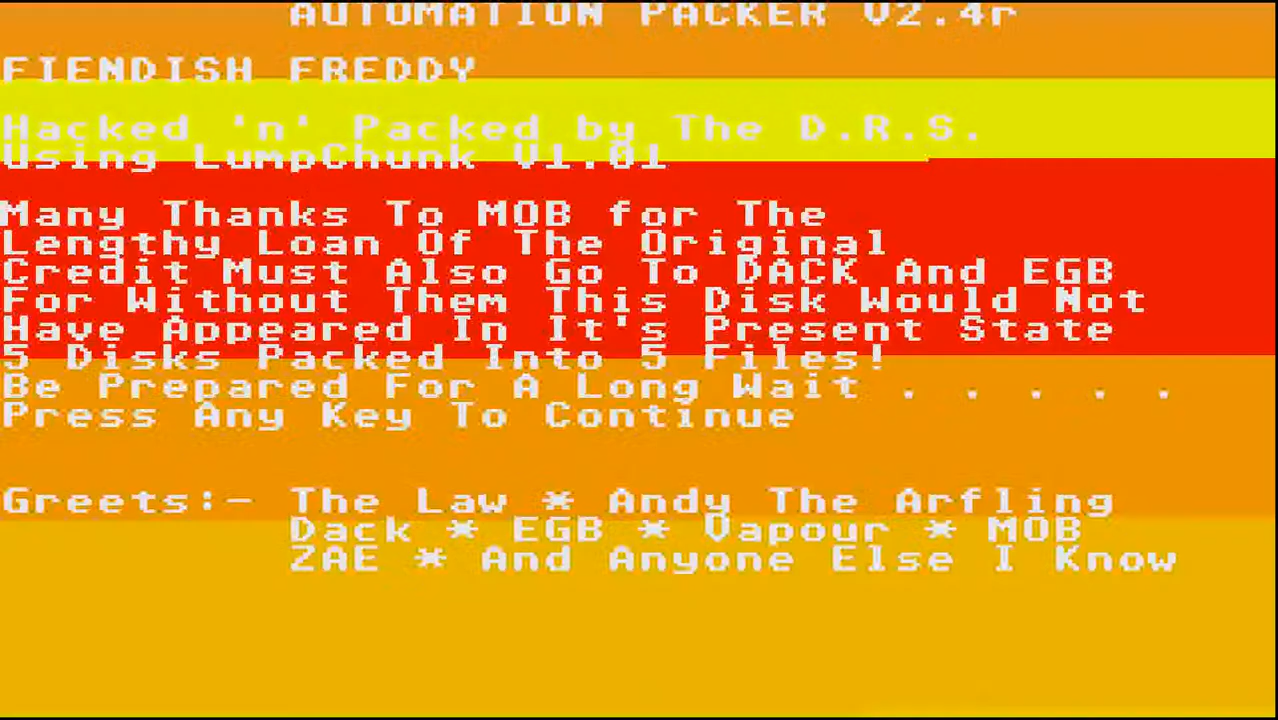 AUTOMATION PACKER V2.4r
FIENDISH FREDDY
Hacked 'n' Packed by The D.R.S.
Using LumpChunk V1.01
Many Thanks To MOB for The
Lengthy Loan Of The Original
Credit Must Also Go To DACK And EGB
For Without Them This Disk Would Not
Have Appeared In It's Present State
5 Disks Packed Into 5 Files!
Be Prepared For A Long Wait . . . . .
Press Any Key To Continue
Greets:- The Law * Andy The Arfling
Dack * EGB * Vapour * MOB
ZAE * And Anyone Else I Know